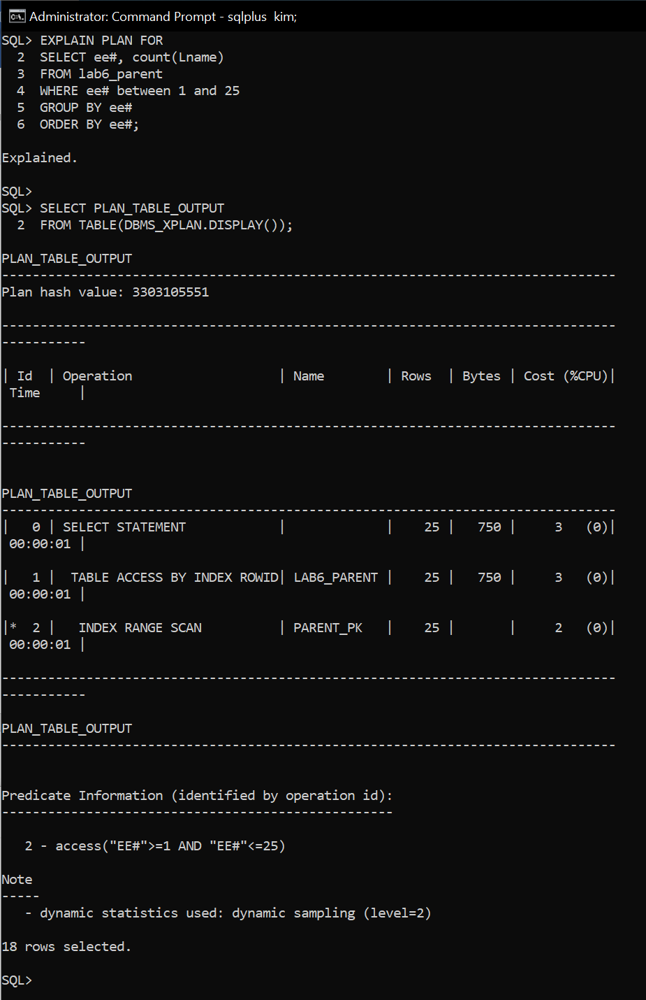 Administrator: Command Prompt - sqlplus  kim;
SQL> EXPLAIN PLAN FOR
  2  SELECT ee#, count(Lname)
  3  FROM lab6_parent
  4  WHERE ee# between 1 and 25
  5  GROUP BY ee#
  6  ORDER BY ee#;
Explained.
SQL>
SQL> SELECT PLAN_TABLE_OUTPUT
  2  FROM TABLE(DBMS_XPLAN.DISPLAY());
PLAN_TABLE_OUTPUT
--------------------------------------------------------------------------------
Plan hash value: 3303105551
--------------------------------------------------------------------------------
-----------
| Id  | Operation                   | Name        | Rows  | Bytes | Cost (%CPU)|
 Time     |
--------------------------------------------------------------------------------
-----------
PLAN_TABLE_OUTPUT
--------------------------------------------------------------------------------
|   0 | SELECT STATEMENT            |             |    25 |   750 |     3   (0)|
 00:00:01 |
|   1 |  TABLE ACCESS BY INDEX ROWID| LAB6_PARENT |    25 |   750 |     3   (0)|
 00:00:01 |
|*  2 |   INDEX RANGE SCAN          | PARENT_PK   |    25 |       |     2   (0)|
 00:00:01 |
--------------------------------------------------------------------------------
-----------
PLAN_TABLE_OUTPUT
--------------------------------------------------------------------------------
Predicate Information (identified by operation id):
---------------------------------------------------
   2 - access("EE#">=1 AND "EE#"<=25)
Note
-----
   - dynamic statistics used: dynamic sampling (level=2)
18 rows selected.
SQL>